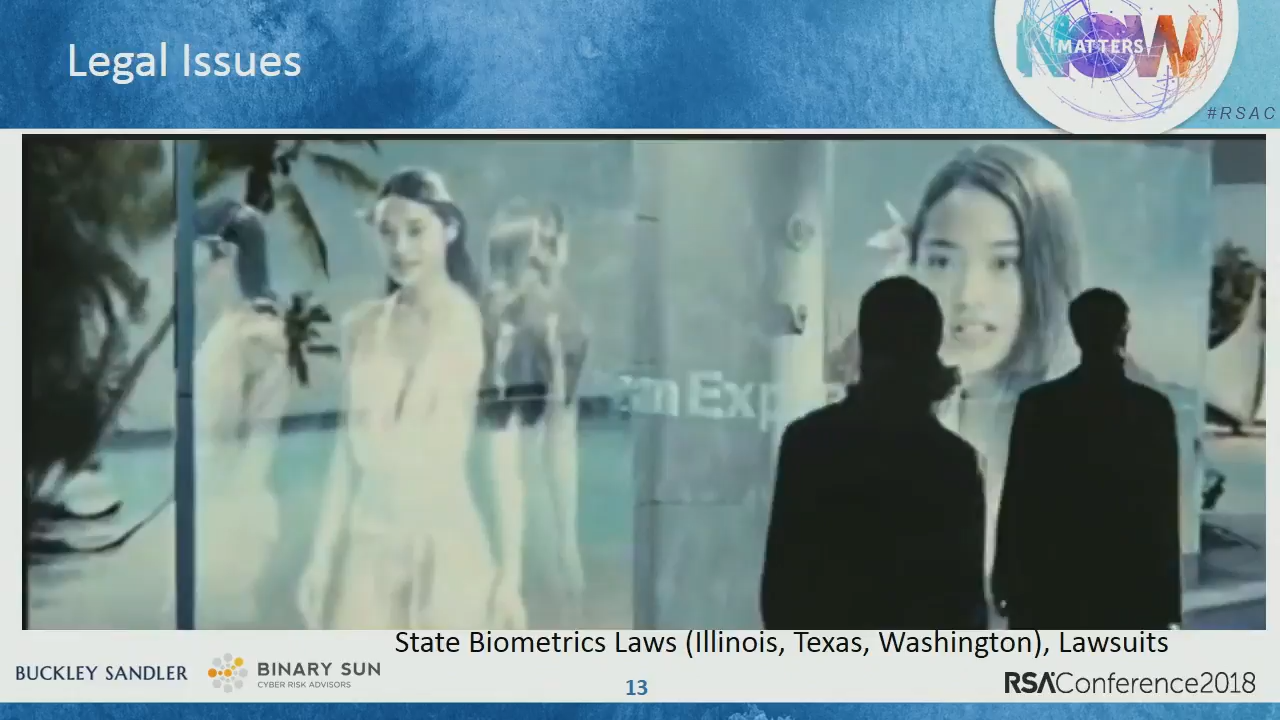 Legal Issues
NOW
MATTERS
#RSAC
State Biometrics Laws (Illinois, Texas, Washington), Lawsuits
BUCKLEY SANDLER
BINARY SUN
CYBER RISK ADVISORS
13
RSAConference2018